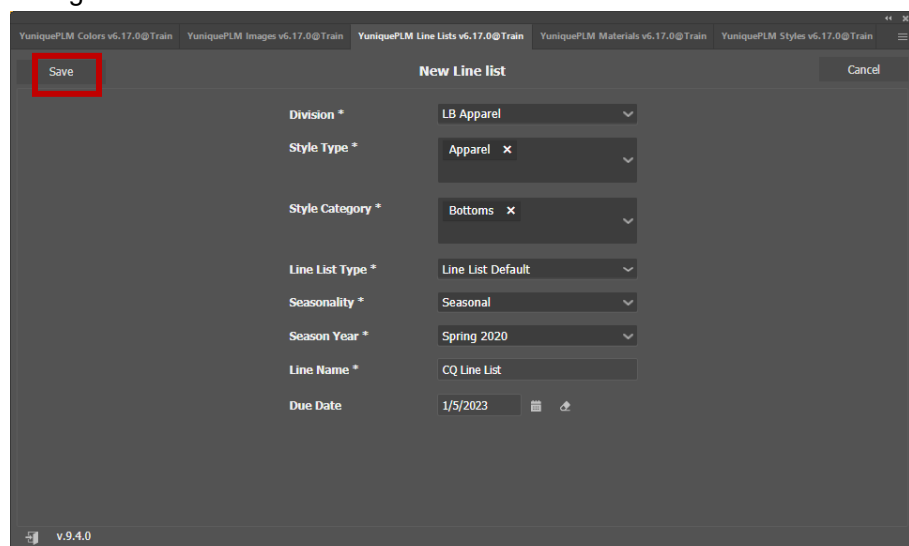 YuniquePLM Colors v6.17.0@Train YuniquePLM Images v6.17.0@Train YuniquePLM Line Lists v6.17.0@Train YuniquePLM Materials v6.17.0@Train YuniquePLM Styles v6.17.0@Train
Save New Line list Cancel
Division * LB Apparel
Style Type * Apparel ×
Style Category * Bottoms ×
Line List Type * Line List Default
Seasonality * Seasonal
Season Year * Spring 2020
Line Name * CQ Line List
Due Date 1/5/2023
v.9.4.0